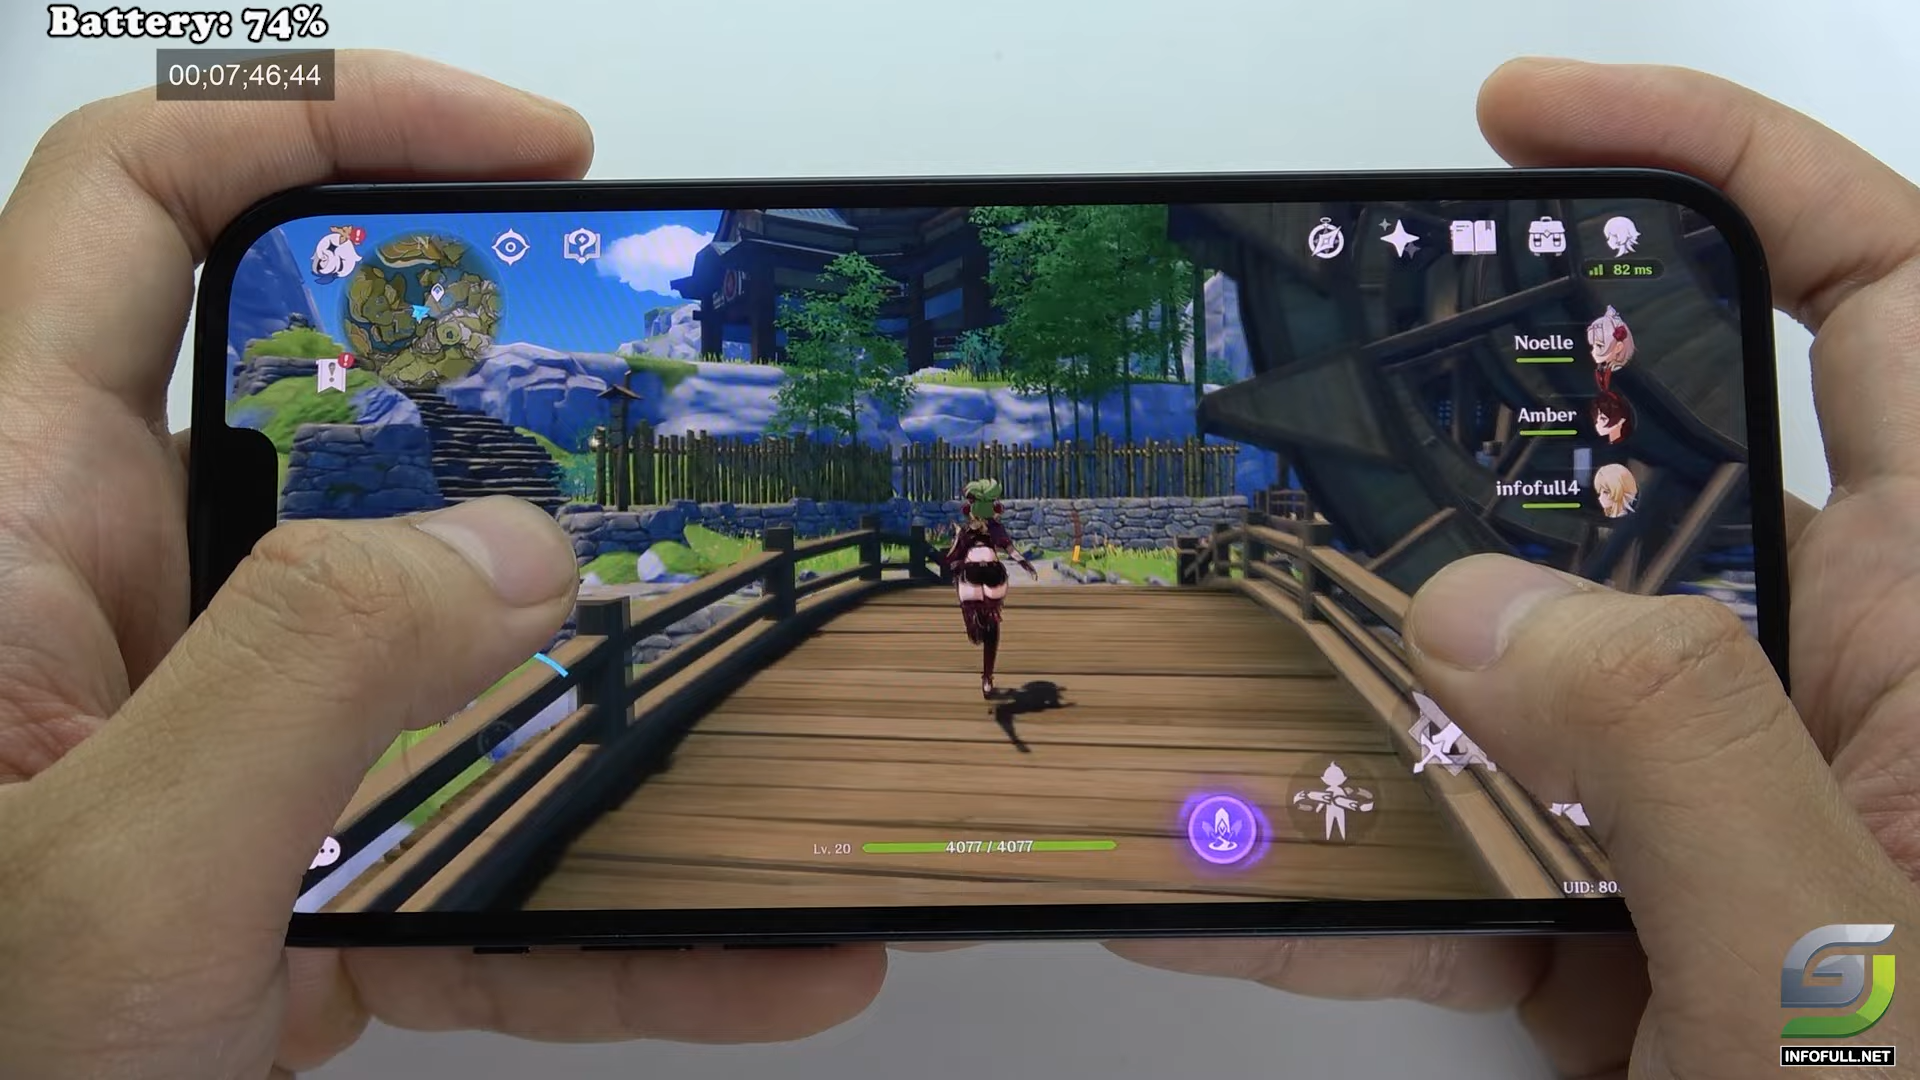 Battery: 74%
00;07;46;44
N
82 ms
Noelle
Amber
infofull4
Lv. 20
4077 / 4077
UID: 80
INFOFULL.NET